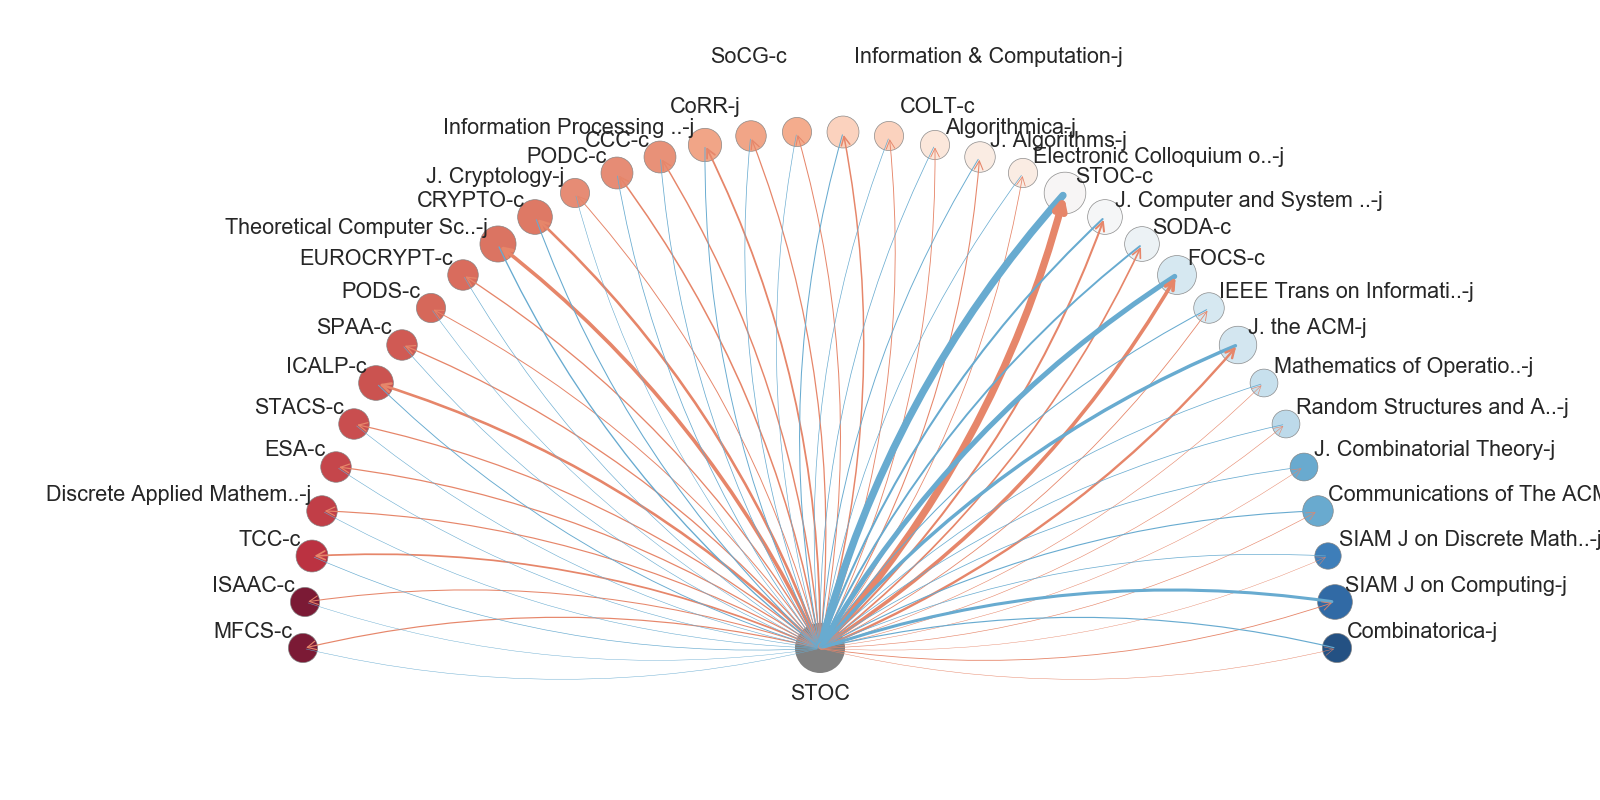 SoCG-c
Information & Computation-j
CoRR-j
COLT-c
Information Processing ..-j
Algorithmica-j
CCC-c
J. Algorithms-j
PODC-c
Electronic Colloquium o..-j
J. Cryptology-j
STOC-c
CRYPTO-c
J. Computer and System ..-j
Theoretical Computer Sc..-j
SODA-c
EUROCRYPT-c
FOCS-c
PODS-c
IEEE Trans on Informati..-j
SPAA-c
J. the ACM-j
ICALP-c
Mathematics of Operatio..-j
STACS-c
Random Structures and A..-j
ESA-c
J. Combinatorial Theory-j
Discrete Applied Mathem..-j
Communications of The ACM
TCC-c
SIAM J on Discrete Math..-j
ISAAC-c
SIAM J on Computing-j
MFCS-c
Combinatorica-j
STOC